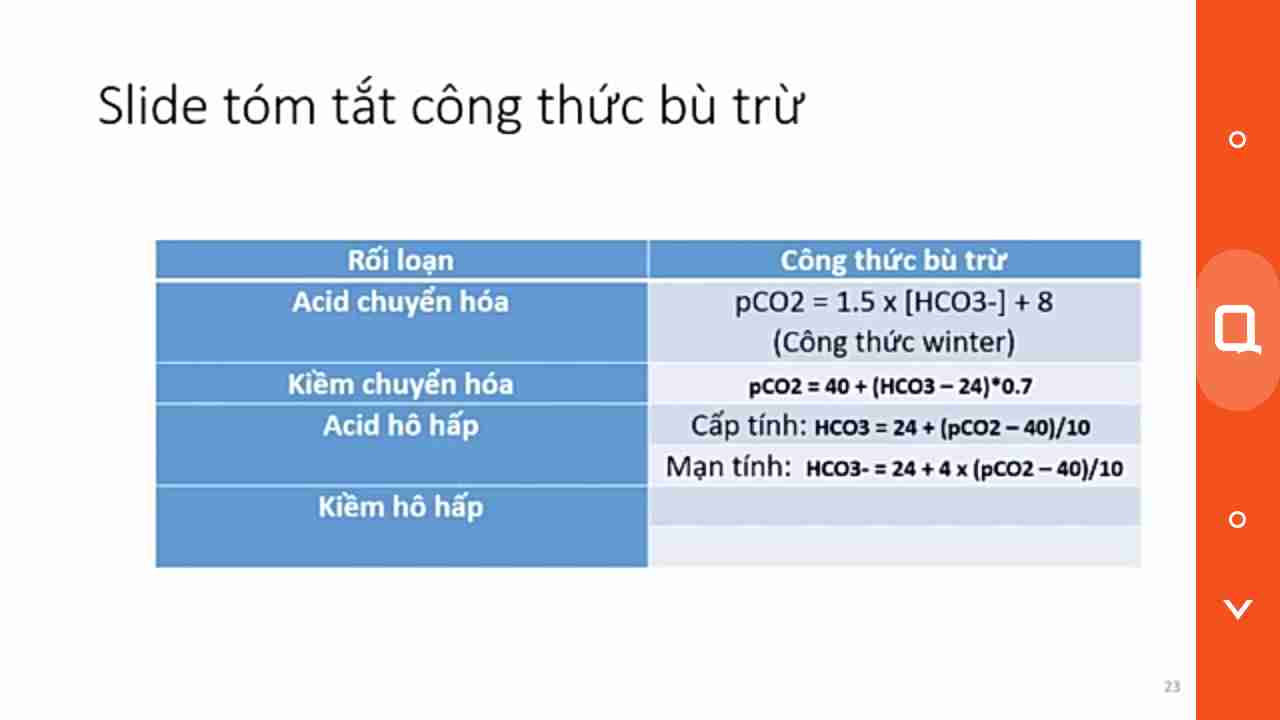 Slide tóm tắt công thức bù trừ
Rối loạn
Công thức bù trừ
Acid chuyển hóa
pCO2 = 1.5 x [HCO3-] + 8
(Công thức winter)
Kiềm chuyển hóa
pCO2 = 40 + (HCO3 – 24)*0.7
Acid hô hấp
Cấp tính: HCO3 = 24 + (pCO2 – 40)/10
Mạn tính: HCO3- = 24 + 4 x (pCO2 – 40)/10
Kiềm hô hấp
23